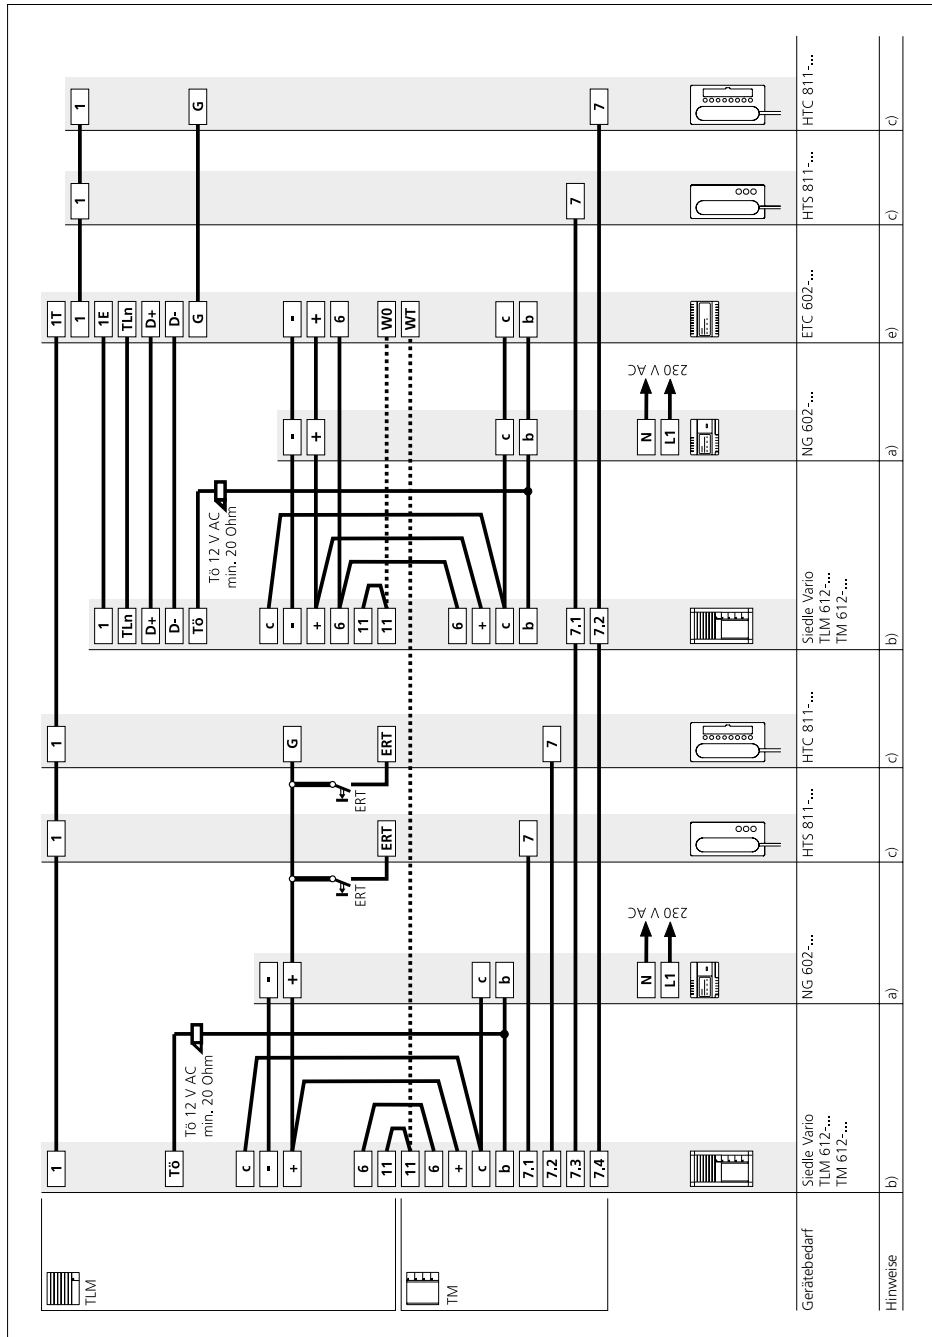 1 1 1 1T
1 1 1
TLM
1 1E
TLn TLn
D+ D+
Tö D- D-
Tö 12 V AC
min. 20 Ohm
Tö G G
Tö 12 V AC
min. 20 Ohm
c
- - c
+ + G - - -
+ + +
6 6
6 ERT ERT 11
11 ERT ERT 11 W0
11 WT
6
TM
+ 6
c c +
b b c c c
7.1 7 b b b
7.2 7
7.3 7.1 7
7.4 7.2 7
N 230 V AC N 230 V AC
L1 L1
Gerätebedarf
Siedle Vario
TLM 612-...
TM 612-...
NG 602-...
HTS 811-...
HTC 811-...
Siedle Vario
TLM 612-...
TM 612-...
NG 602-...
ETC 602-...
HTS 811-...
HTC 811-...
Hinweise b) a) c) c) b) a) e) c) c)